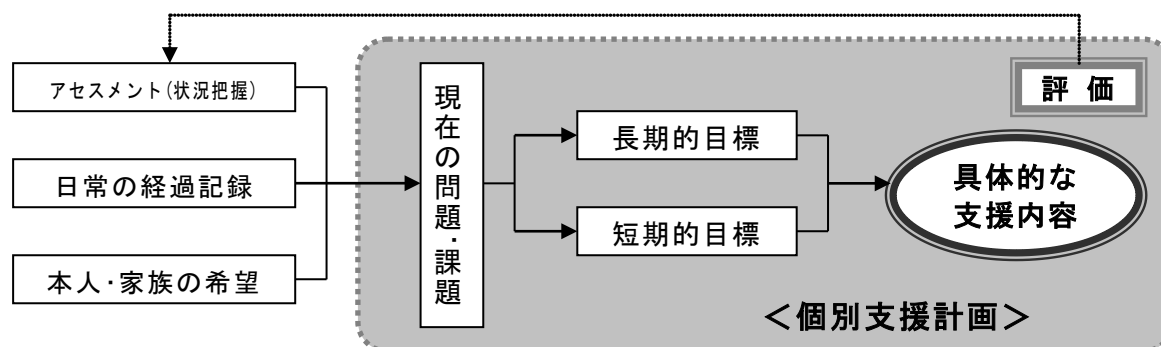 アセスメント(状況把握)
日常の経過記録
本人・家族の希望
現在の問題・課題
長期的目標
短期的目標
評 価
具体的な
支援内容
＜個別支援計画＞